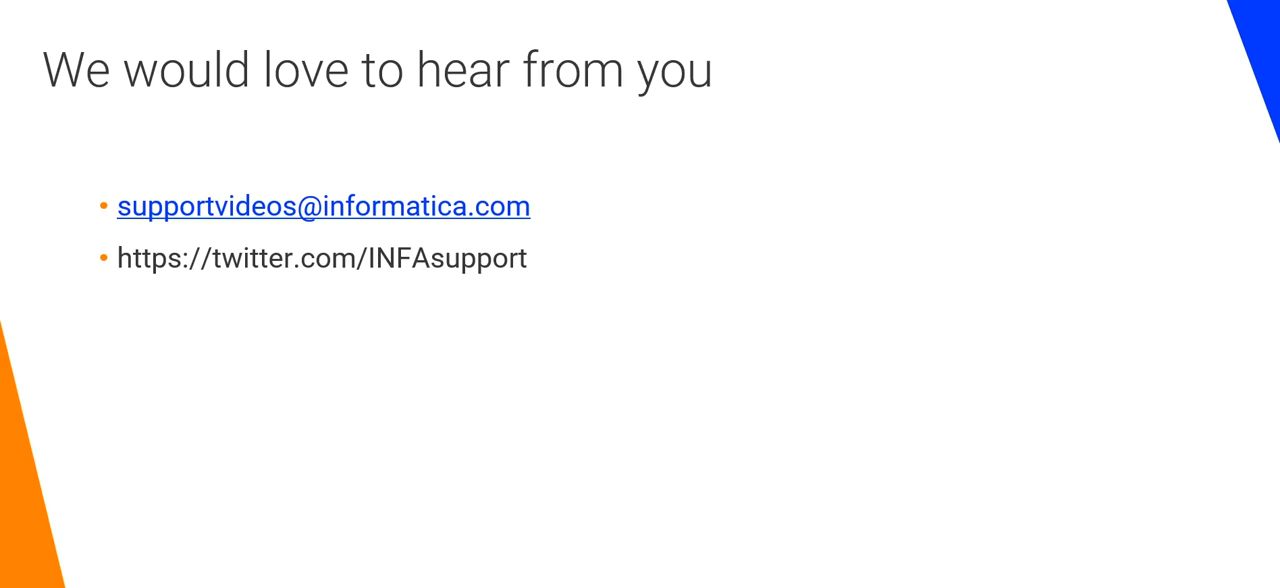 We would love to hear from you
• supportvideos@informatica.com
• https://twitter.com/INFAsupport